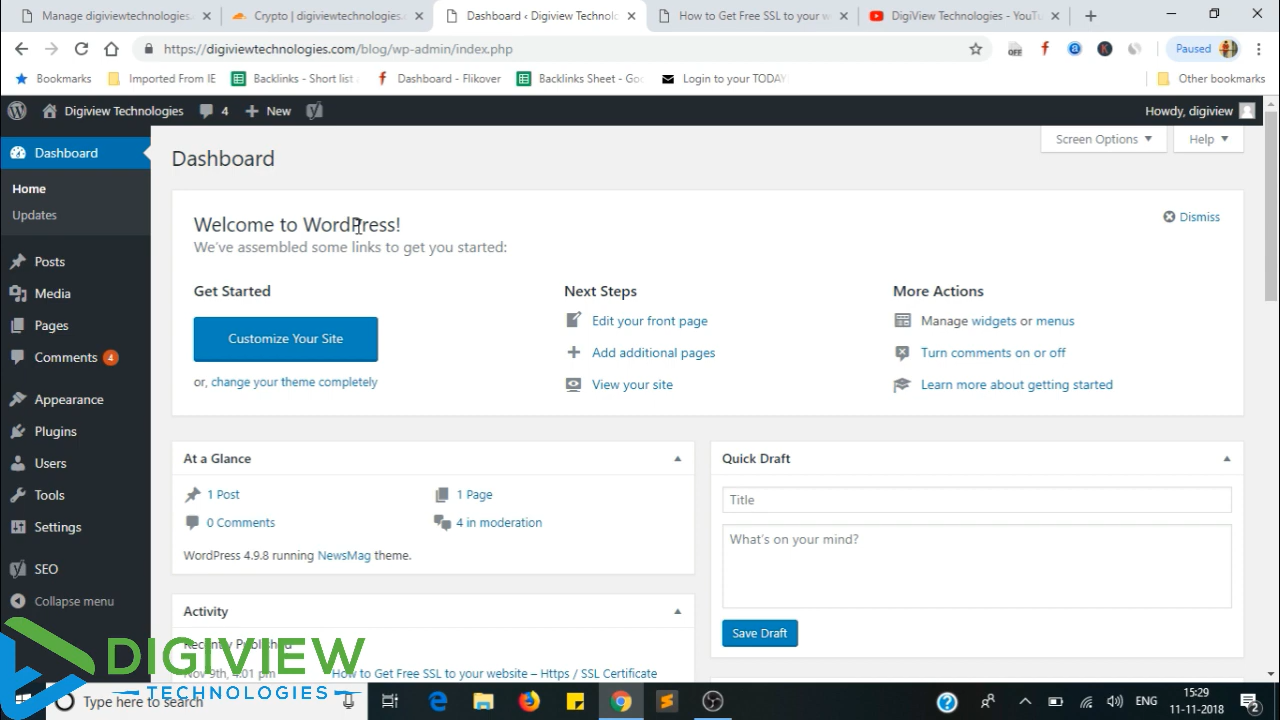 Manage digiviewtechnologies.
Crypto | digiviewtechnologies.
Dashboard ‹ Digiview Technol
How to Get Free SSL to your w
DigiView Technologies - YouTu
https://digiviewtechnologies.com/blog/wp-admin/index.php
Paused
Bookmarks
Imported From IE
Backlinks - Short list
Dashboard - Flikover
Backlinks Sheet - Goo
Login to your TODAY
Other bookmarks
Digiview Technologies
4
New
Howdy, digiview
Dashboard
Home
Updates
Posts
Media
Pages
Comments 4
Appearance
Plugins
Users
Tools
Settings
SEO
Collapse menu
Dashboard
Screen Options
Help
Welcome to WordPress!
Dismiss
We've assembled some links to get you started:
Get Started
Customize Your Site
or, change your theme completely
Next Steps
Edit your front page
Add additional pages
View your site
More Actions
Manage widgets or menus
Turn comments on or off
Learn more about getting started
At a Glance
1 Post
1 Page
0 Comments
4 in moderation
WordPress 4.9.8 running NewsMag theme.
Activity
Recently Published
Nov 9th, 4:01 pm
How to Get Free SSL to your website – Https / SSL Certificate
Quick Draft
Title
What's on your mind?
Save Draft
DIGIVIEW
TECHNOLOGIES
Type here to search
ENG
15:29
11-11-2018
2